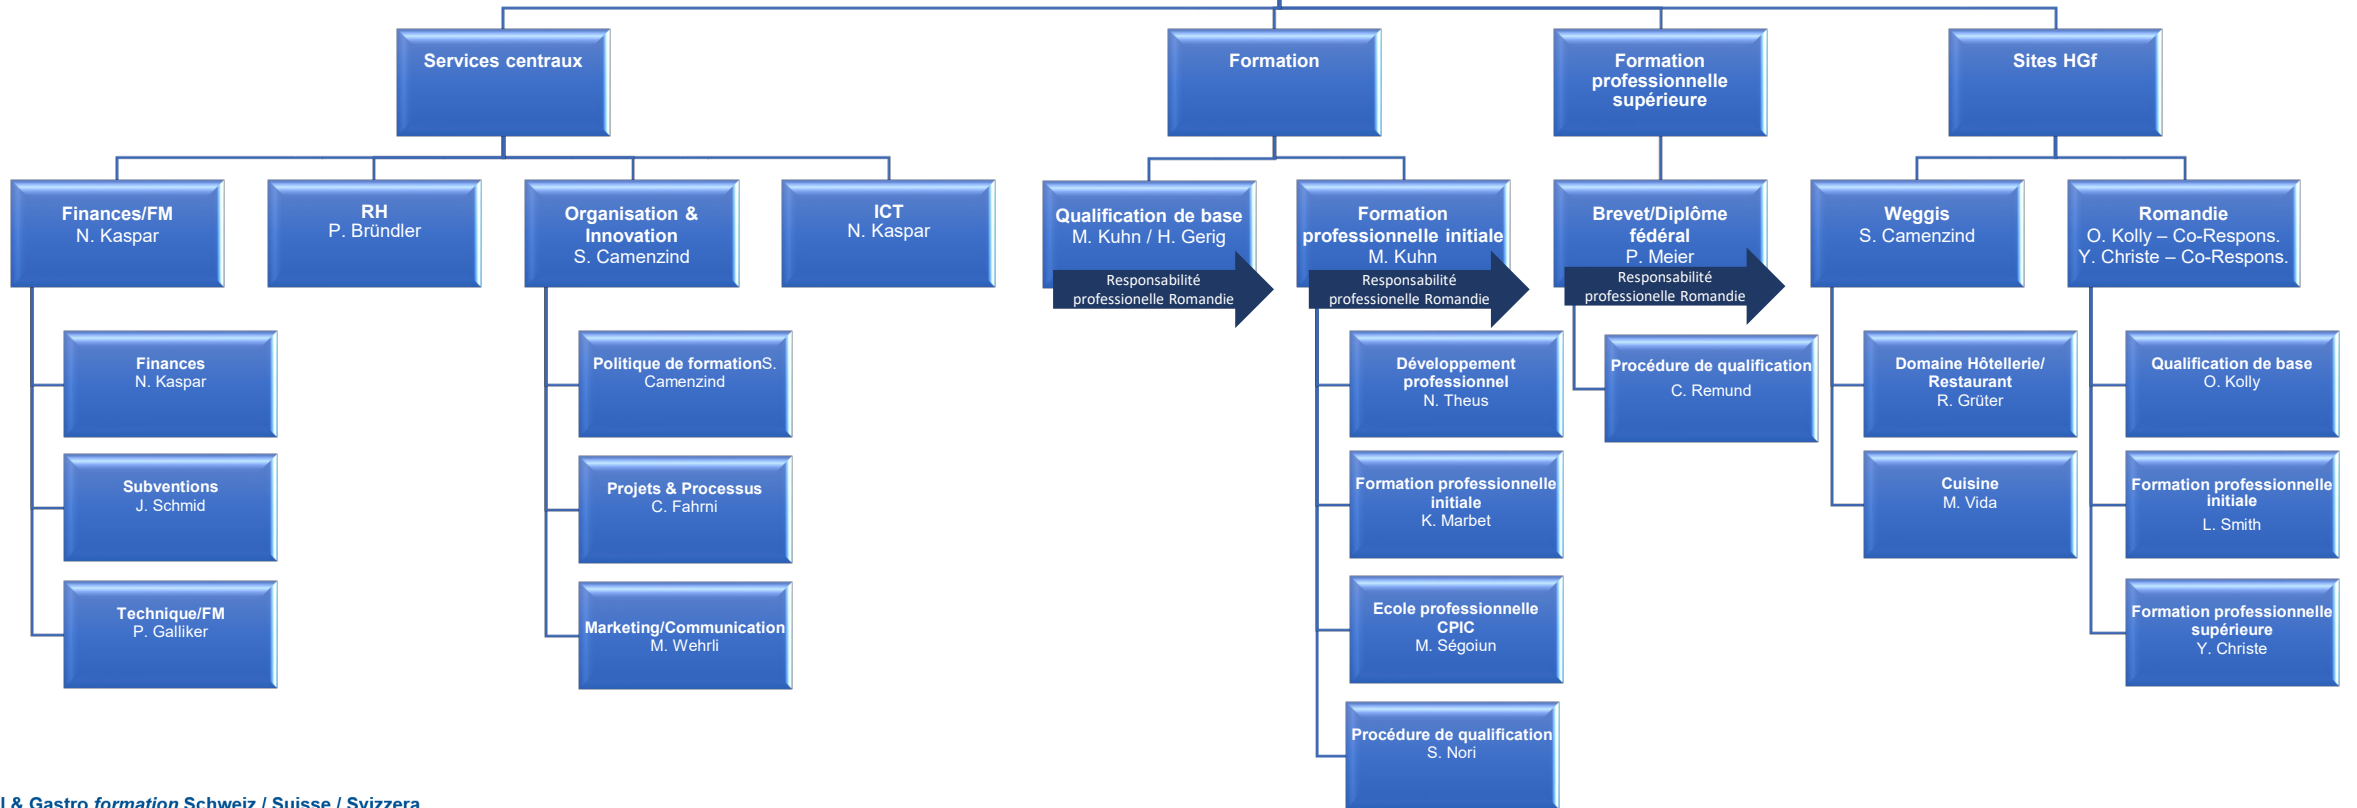 Services centraux
Formation
Formation
professionnelle
supérieure
Sites HGf
Finances/FM
N. Kaspar
RH
P. Bründler
Organisation &
Innovation
S. Camenzind
ICT
N. Kaspar
Qualification de base
M. Kuhn / H. Gerig
Responsabilité
professionelle Romandie
Formation
professionnelle initiale
M. Kuhn
Responsabilité
professionelle Romandie
Brevet/Diplôme
fédéral
P. Meier
Responsabilité
professionelle Romandie
Weggis
S. Camenzind
Romandie
O. Kolly – Co-Respons.
Y. Christe – Co-Respons.
Finances
N. Kaspar
Subventions
J. Schmid
Technique/FM
P. Galliker
Politique de formationS.
Camenzind
Projets & Processus
C. Fahrni
Marketing/Communication
M. Wehrli
Développement
professionnel
N. Theus
Formation professionnelle
initiale
K. Marbet
Ecole professionnelle
CPIC
M. Ségoiun
Procédure de qualification
S. Nori
Procédure de qualification
C. Remund
Domaine Hôtellerie/
Restaurant
R. Grüter
Cuisine
M. Vida
Qualification de base
O. Kolly
Formation professionnelle
initiale
L. Smith
Formation professionnelle
supérieure
Y. Christe
l & Gastro formation Schweiz / Suisse / Svizzera